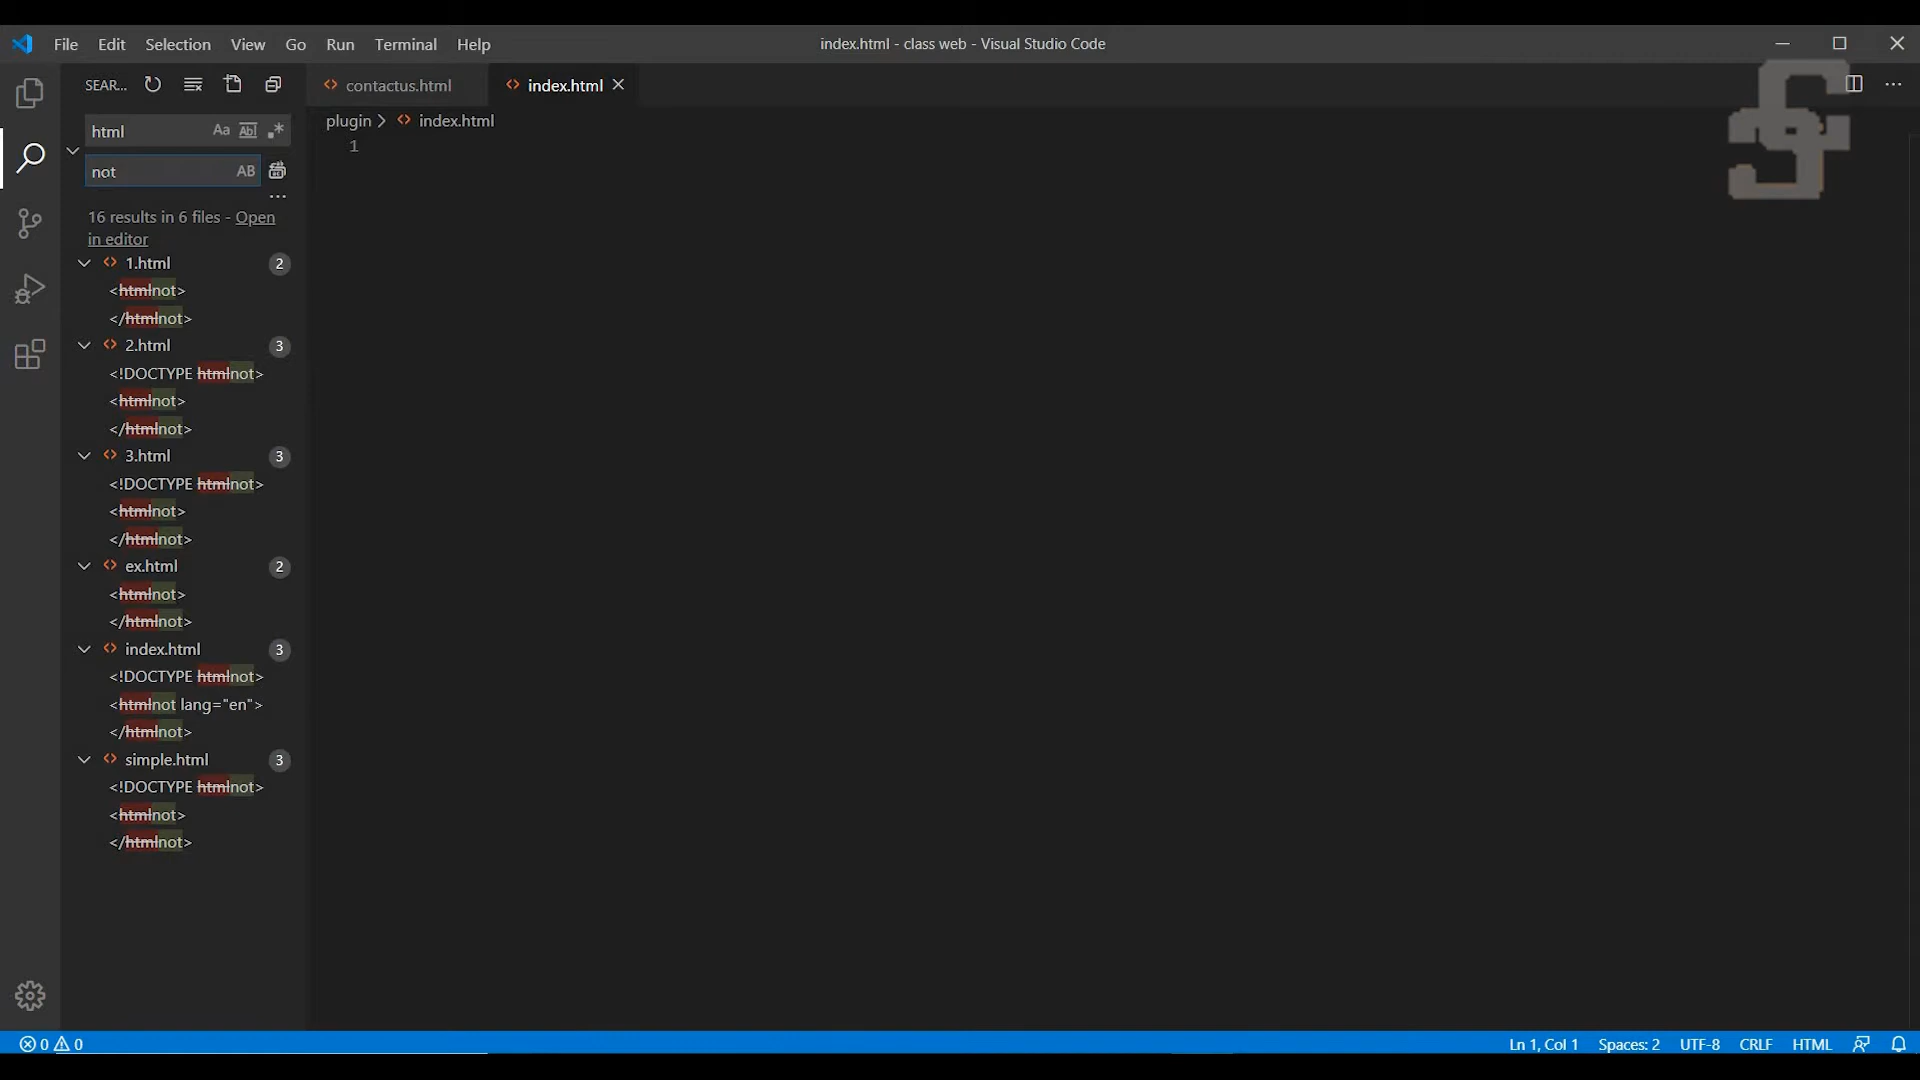 File Edit Selection View Go Run Terminal Help
index.html - class web - Visual Studio Code
SEAR...
contactus.html
index.html
html
Aa
Ab
not
AB
plugin > index.html
1
16 results in 6 files - Open
in editor
1.html 2
<htmlnot>
</htmlnot>
2.html 3
<!DOCTYPE htmlnot>
<htmlnot>
</htmlnot>
3.html 3
<!DOCTYPE htmlnot>
<htmlnot>
</htmlnot>
ex.html 2
<htmlnot>
</htmlnot>
index.html 3
<!DOCTYPE htmlnot>
<htmlnot lang="en">
</htmlnot>
simple.html 3
<!DOCTYPE htmlnot>
<htmlnot>
</htmlnot>
0 0
Ln 1, Col 1 Spaces: 2 UTF-8 CRLF HTML